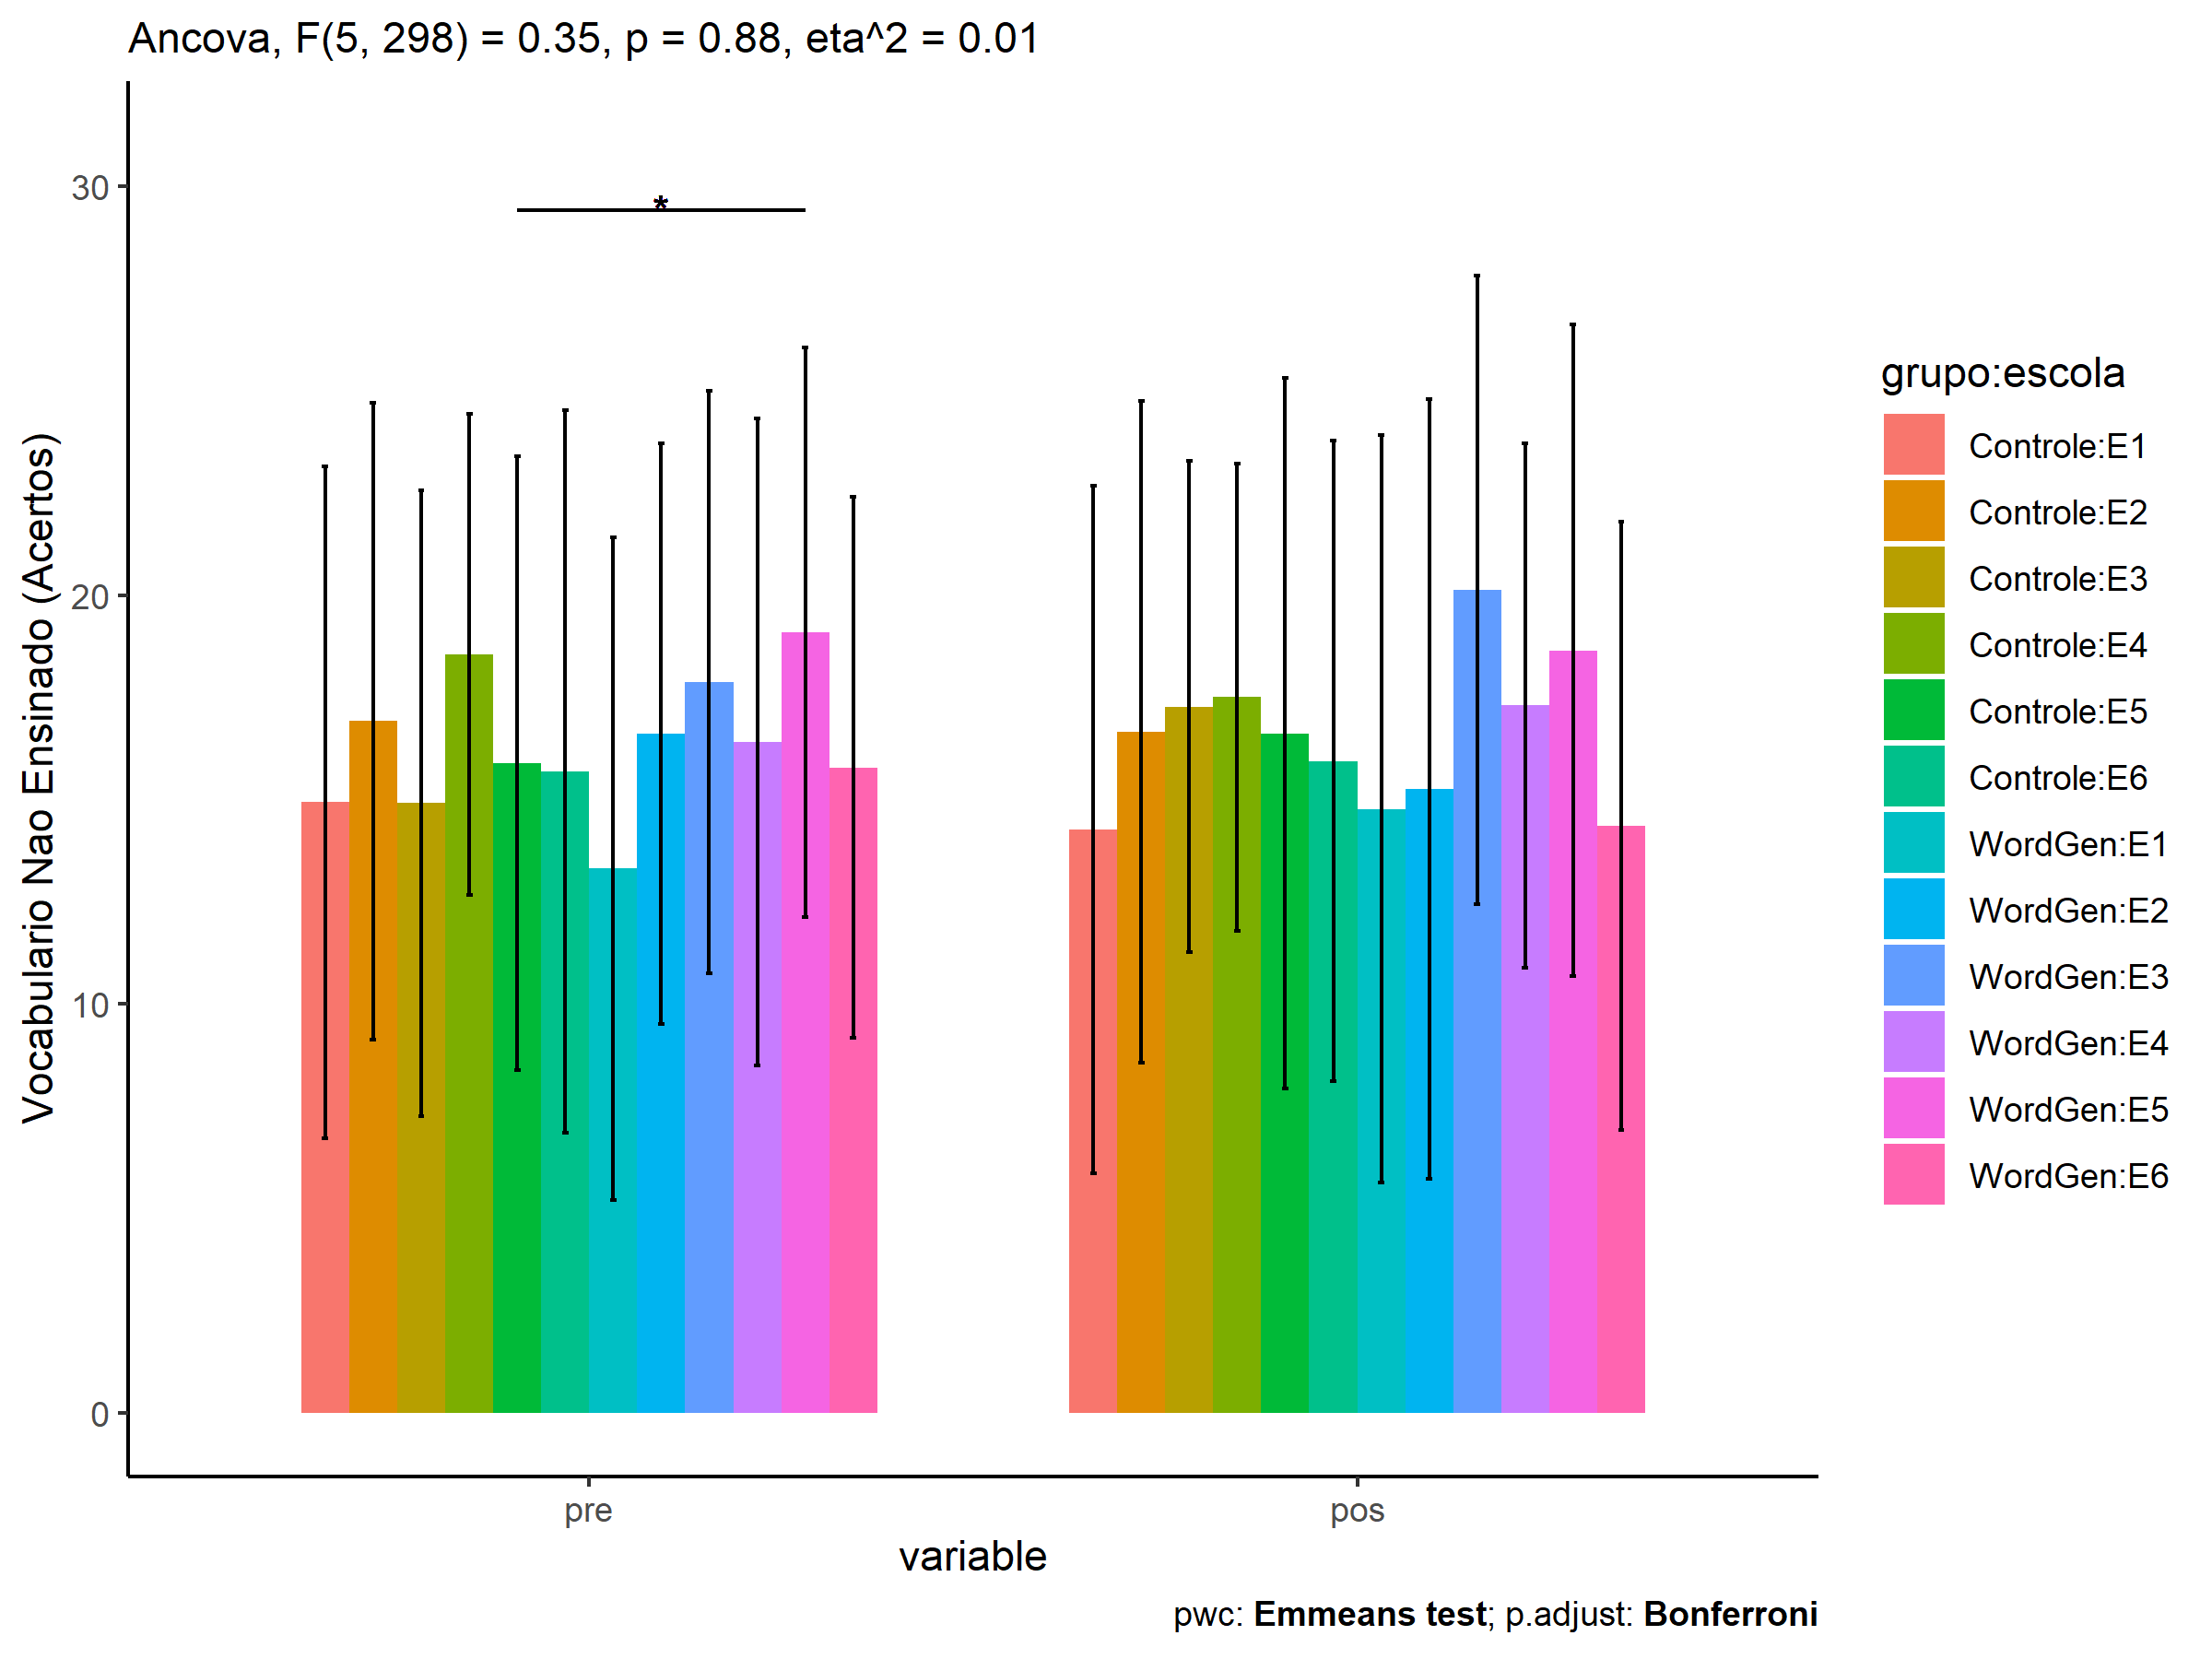 Ancova, F(5, 298) = 0.35, p = 0.88, eta^2 = 0.01
30
20
10
0
*
Vocabulario Nao Ensinado (Acertos)
pre
pos
variable
pwc: Emmeans test; p.adjust: Bonferroni
grupo:escola
Controle:E1
Controle:E2
Controle:E3
Controle:E4
Controle:E5
Controle:E6
WordGen:E1
WordGen:E2
WordGen:E3
WordGen:E4
WordGen:E5
WordGen:E6